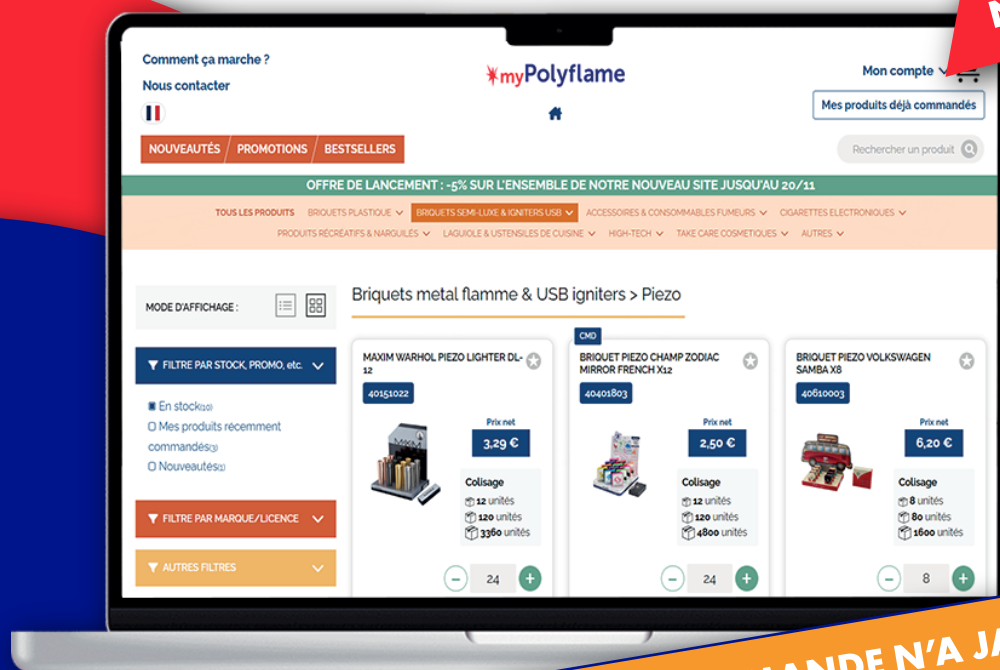 Comment ça marche ?
Nous contacter
myPolyflame
Mon compte
Mes produits déjà commandés
NOUVEAUTÉS
PROMOTIONS
BESTSELLERS
Rechercher un produit
OFFRE DE LANCEMENT : -5% SUR L'ENSEMBLE DE NOTRE NOUVEAU SITE JUSQU'AU 20/11
TOUS LES PRODUITS BRIQUETS PLASTIQUE BRIQUETS SEMI-LUXE & IGNITERS USB ACCESSOIRES & CONSOMMABLES FUMEURS CIGARETTES ELECTRONIQUES
PRODUITS RÉCRÉATIFS & NARGUILÉS LAGUIOLE & USTENSILES DE CUISINE HIGH-TECH TAKE CARE COSMETIQUES AUTRES
MODE D'AFFICHAGE :
Briquets metal flamme & USB igniters > Piezo
FILTRE PAR STOCK, PROMO, etc.
En stock(10)
Mes produits récemment
commandés(3)
Nouveautés(1)
FILTRE PAR MARQUE/LICENCE
AUTRES FILTRES
MAXIM WARHOL PIEZO LIGHTER DL-
12
40151022
Prix net
3,29 €
Colisage
12 unités
120 unités
3360 unités
24
CMD
BRIQUET PIEZO CHAMP ZODIAC
MIRROR FRENCH X12
40401803
Prix net
2,50 €
Colisage
12 unités
120 unités
4800 unités
24
BRIQUET PIEZO VOLKSWAGEN
SAMBA X8
40610003
Prix net
6,20 €
Colisage
8 unités
80 unités
1600 unités
8
N'A